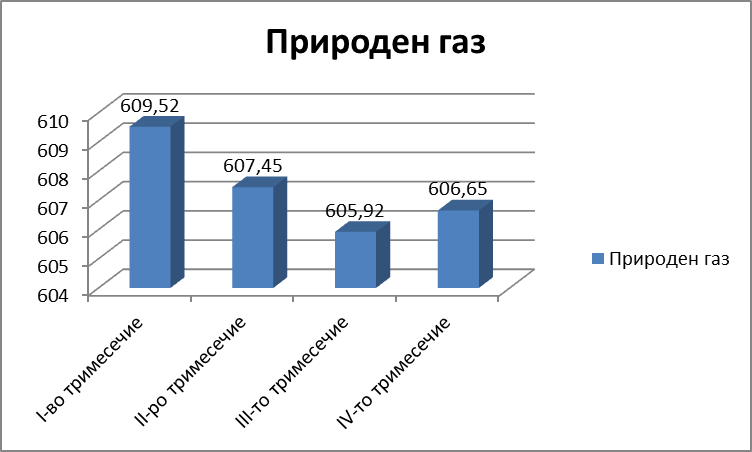 Природен газ
609,52
607,45
605,92
606,65
610
609
608
607
606
605
604
Природен газ
I-во тримесечие
II-ро тримесечие
III-то тримесечие
IV-то тримесечие